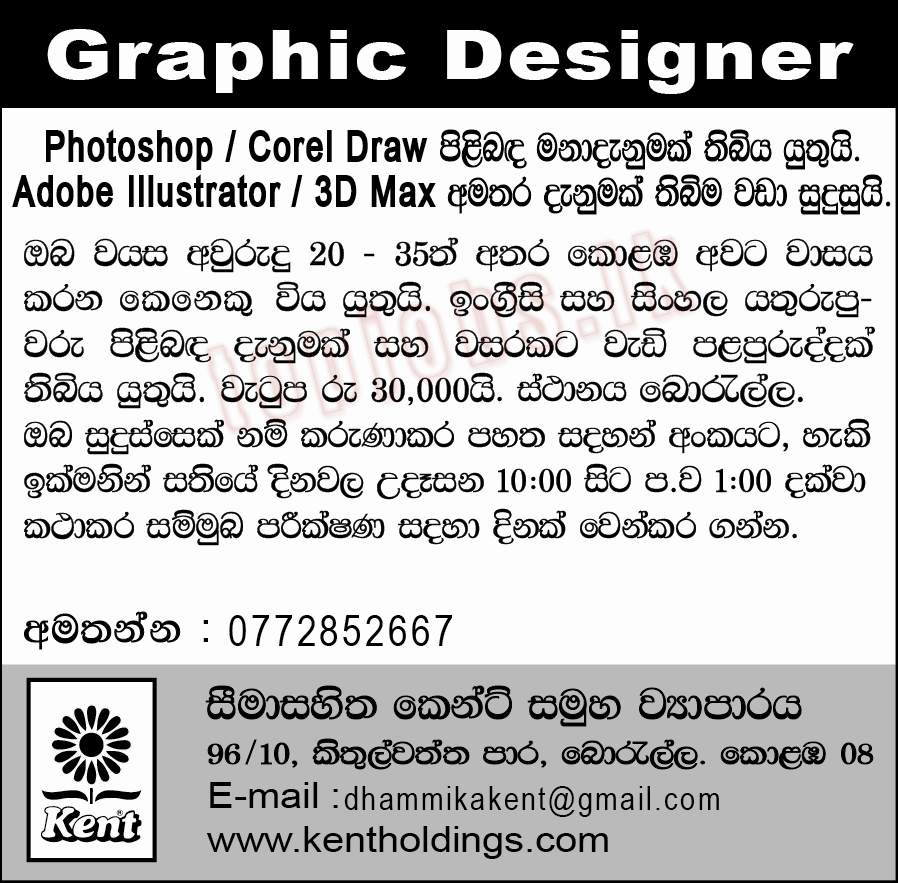 Graphic Designer
Photoshop / Corel Draw පිළිබඳ මනාදැනුමක් තිබිය යුතුයි.
Adobe Illustrator / 3D Max අමතර දැනුමක් තිබීම වඩා සුදුසුයි.
ඔබ වයස අවුරුදු 20 - 35ත් අතර කොළඹ අවට වාසය
කරන කෙනෙකු විය යුතුයි. ඉංග්‍රීසි සහ සිංහල යතුරුපු-
වරු පිළිබඳ දැනුමක් සහ වසරකට වැඩි පළපුරුද්දක්
තිබිය යුතුයි. වැටුප රු 30,000යි. ස්ථානය බොරැල්ල.
ඔබ සුදුස්සෙක් නම් කරුණාකර පහත සඳහන් අංකයට, හැකි
ඉක්මනින් සතියේ දිනවල උදෑසන 10:00 සිට ප.ව 1:00 දක්වා
කථාකර සම්මුඛ පරීක්ෂණ සඳහා දිනක් වෙන්කර ගන්න.
topjobs.lk
අමතන්න : 0772852667
සීමාසහිත කෙන්ට් සමූහ ව්‍යාපාරය
96/10, කිතුල්වත්ත පාර, බොරැල්ල. කොළඹ 08
E-mail :dhammikakent@gmail.com
www.kentholdings.com
Kent®